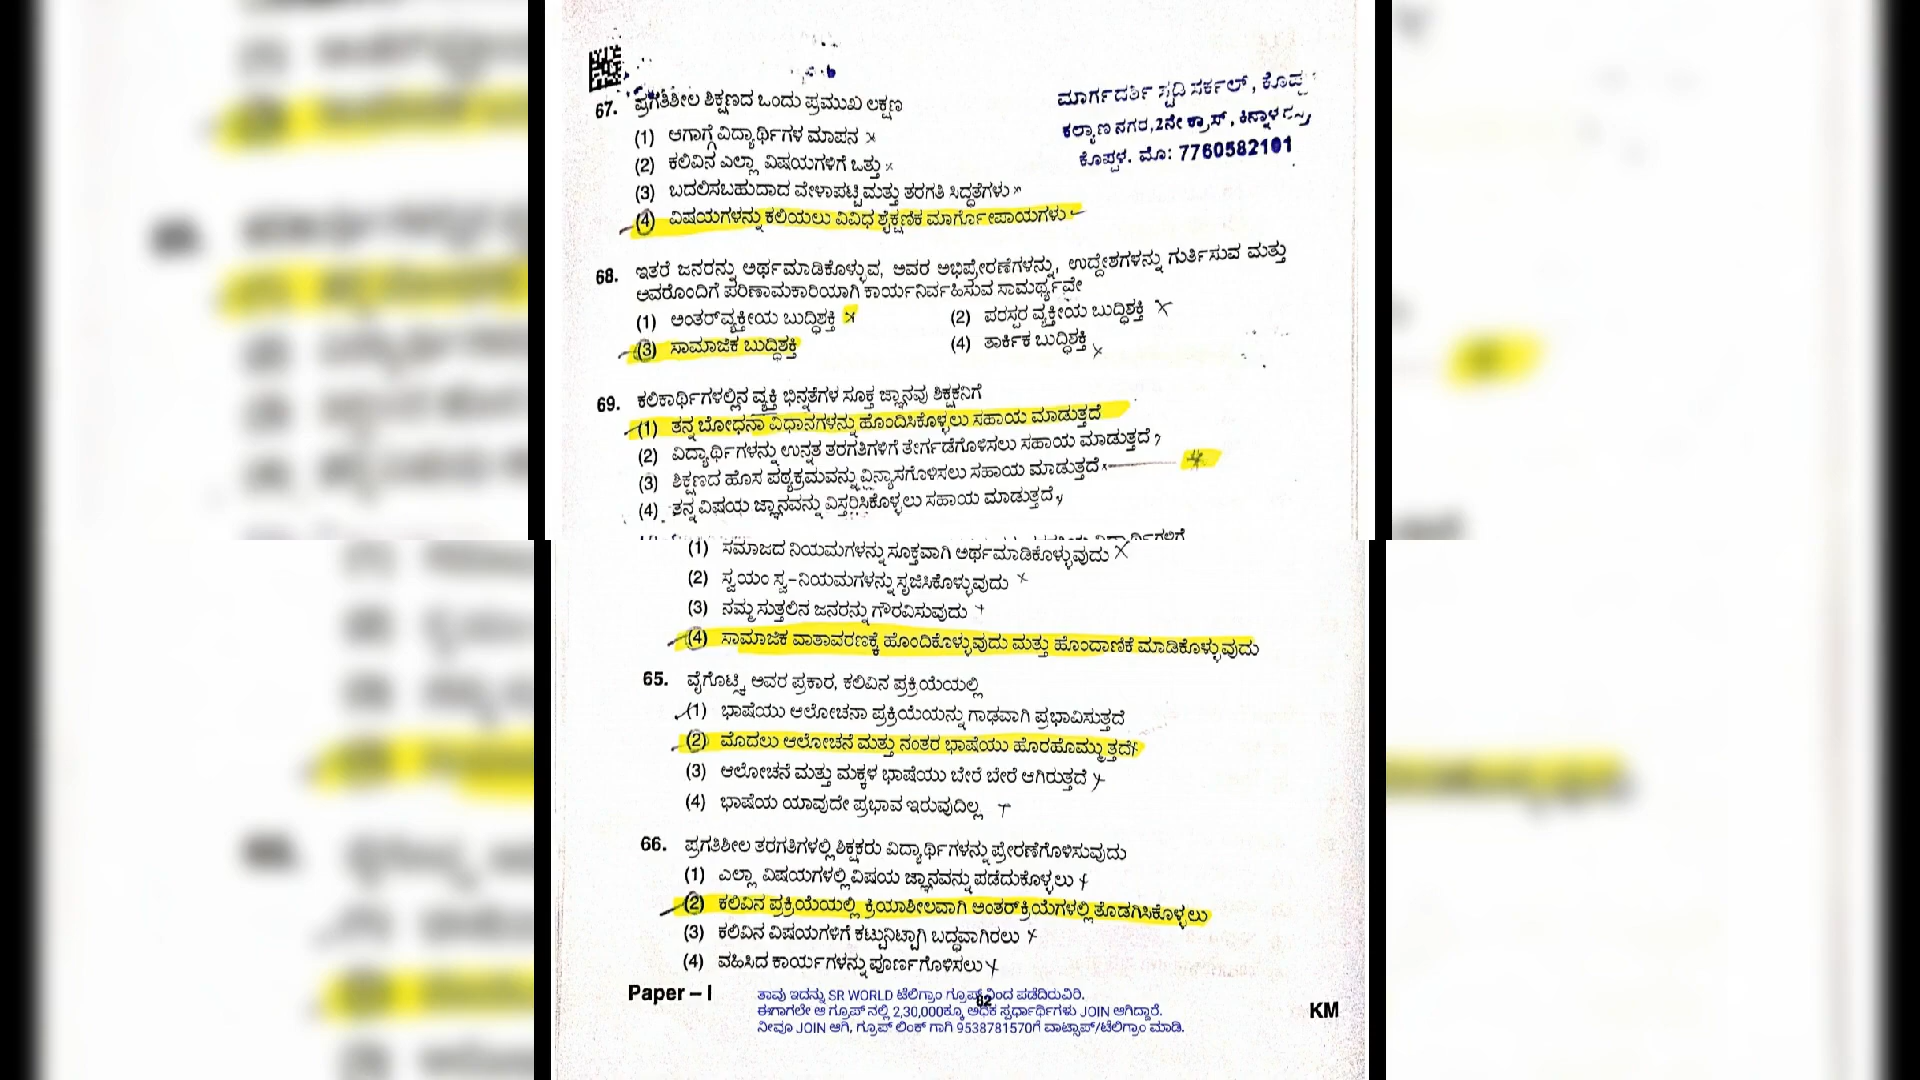 67. ಪ್ರಗತಿಶೀಲ ಶಿಕ್ಷಣದ ಒಂದು ಪ್ರಮುಖ ಲಕ್ಷಣ
(1) ಆಗಾಗ್ಗೆ ವಿದ್ಯಾರ್ಥಿಗಳ ಮಾಪನ
(2) ಕಲಿವಿನ ಎಲ್ಲಾ ವಿಷಯಗಳಿಗೆ ಒತ್ತು
(3) ಬದಲಿಸಬಹುದಾದ ವೇಳಾಪಟ್ಟಿ ಮತ್ತು ತರಗತಿ ಸಿದ್ಧತೆಗಳು
(4) ವಿಷಯಗಳನ್ನು ಕಲಿಯಲು ವಿವಿಧ ಶೈಕ್ಷಣಿಕ ಮಾರ್ಗೋಪಾಯಗಳು
ಮಾರ್ಗದರ್ಶಿ ಸ್ಟಡಿ ಸರ್ಕಲ್,
ಕಲ್ಯಾಣ ನಗರ, 2ನೇ ಕ್ರಾಸ್, ಕಿನ್ನಾಳ ರಸ್ತೆ,
ಕೊಪ್ಪಳ. ಮೊ: 7760582101
68. ಇತರೆ ಜನರನ್ನು ಅರ್ಥಮಾಡಿಕೊಳ್ಳುವ, ಅವರ ಅಭಿಪ್ರೇರಣೆಗಳನ್ನು, ಉದ್ದೇಶಗಳನ್ನು ಗುರ್ತಿಸುವ ಮತ್ತು
ಅವರೊಂದಿಗೆ ಪರಿಣಾಮಕಾರಿಯಾಗಿ ಕಾರ್ಯನಿರ್ವಹಿಸುವ ಸಾಮರ್ಥ್ಯವೇ
(1) ಅಂತರ್‌ವ್ಯಕ್ತೀಯ ಬುದ್ಧಿಶಕ್ತಿ (2) ಪರಸ್ಪರ ವ್ಯಕ್ತೀಯ ಬುದ್ಧಿಶಕ್ತಿ
(3) ಸಾಮಾಜಿಕ ಬುದ್ಧಿಶಕ್ತಿ (4) ತಾರ್ಕಿಕ ಬುದ್ಧಿಶಕ್ತಿ
69. ಕಲಿಕಾರ್ಥಿಗಳಲ್ಲಿನ ವ್ಯಕ್ತಿ ಭಿನ್ನತೆಗಳ ಸೂಕ್ತ ಜ್ಞಾನವು ಶಿಕ್ಷಕನಿಗೆ
(1) ತನ್ನ ಬೋಧನಾ ವಿಧಾನಗಳನ್ನು ಹೊಂದಿಸಿಕೊಳ್ಳಲು ಸಹಾಯ ಮಾಡುತ್ತದೆ
(2) ವಿದ್ಯಾರ್ಥಿಗಳನ್ನು ಉನ್ನತ ತರಗತಿಗಳಿಗೆ ತೇರ್ಗಡೆಗೊಳಿಸಲು ಸಹಾಯ ಮಾಡುತ್ತದೆ
(3) ಶಿಕ್ಷಣದ ಹೊಸ ಪಠ್ಯಕ್ರಮವನ್ನು ವಿನ್ಯಾಸಗೊಳಿಸಲು ಸಹಾಯ ಮಾಡುತ್ತದೆ
(4) ತನ್ನ ವಿಷಯ ಜ್ಞಾನವನ್ನು ವಿಸ್ತರಿಸಿಕೊಳ್ಳಲು ಸಹಾಯ ಮಾಡುತ್ತದೆ
(1) ಸಮಾಜದ ನಿಯಮಗಳನ್ನು ಸೂಕ್ತವಾಗಿ ಅರ್ಥಮಾಡಿಕೊಳ್ಳುವುದು
(2) ಸ್ವಯಂ ಸ್ವ-ನಿಯಮಗಳನ್ನು ಸೃಜಿಸಿಕೊಳ್ಳುವುದು
(3) ನಮ್ಮ ಸುತ್ತಲಿನ ಜನರನ್ನು ಗೌರವಿಸುವುದು
(4) ಸಾಮಾಜಿಕ ವಾತಾವರಣಕ್ಕೆ ಹೊಂದಿಕೊಳ್ಳುವುದು ಮತ್ತು ಹೊಂದಾಣಿಕೆ ಮಾಡಿಕೊಳ್ಳುವುದು
65. ವೈಗೊಟ್ಸ್ಕಿ ಅವರ ಪ್ರಕಾರ, ಕಲಿವಿನ ಪ್ರಕ್ರಿಯೆಯಲ್ಲಿ
(1) ಭಾಷೆಯು ಆಲೋಚನಾ ಪ್ರಕ್ರಿಯೆಯನ್ನು ಗಾಢವಾಗಿ ಪ್ರಭಾವಿಸುತ್ತದೆ
(2) ಮೊದಲು ಆಲೋಚನೆ ಮತ್ತು ನಂತರ ಭಾಷೆಯು ಹೊರಹೊಮ್ಮುತ್ತದೆ
(3) ಆಲೋಚನೆ ಮತ್ತು ಮಕ್ಕಳ ಭಾಷೆಯು ಬೇರೆ ಬೇರೆ ಆಗಿರುತ್ತದೆ
(4) ಭಾಷೆಯ ಯಾವುದೇ ಪ್ರಭಾವ ಇರುವುದಿಲ್ಲ
66. ಪ್ರಗತಿಶೀಲ ತರಗತಿಗಳಲ್ಲಿ ಶಿಕ್ಷಕರು ವಿದ್ಯಾರ್ಥಿಗಳನ್ನು ಪ್ರೇರಣೆಗೊಳಿಸುವುದು
(1) ಎಲ್ಲಾ ವಿಷಯಗಳಲ್ಲಿ ವಿಷಯ ಜ್ಞಾನವನ್ನು ಪಡೆದುಕೊಳ್ಳಲು
(2) ಕಲಿವಿನ ಪ್ರಕ್ರಿಯೆಯಲ್ಲಿ ಕ್ರಿಯಾಶೀಲವಾಗಿ ಅಂತರ್‌ಕ್ರಿಯೆಗಳಲ್ಲಿ ತೊಡಗಿಸಿಕೊಳ್ಳಲು
(3) ಕಲಿವಿನ ವಿಷಯಗಳಿಗೆ ಕಟ್ಟುನಿಟ್ಟಾಗಿ ಬದ್ಧವಾಗಿರಲು
(4) ವಹಿಸಿದ ಕಾರ್ಯಗಳನ್ನು ಪೂರ್ಣಗೊಳಿಸಲು
Paper – I 62 KM
ತಾವು ಇದನ್ನು SR WORLD ಟೆಲಿಗ್ರಾಂ ಗ್ರೂಪ್ನಿಂದ ಪಡೆದಿರುವಿರಿ.
ಈಗಾಗಲೇ ಆ ಗ್ರೂಪ್ ನಲ್ಲಿ 2,30,000ಕ್ಕೂ ಅಧಿಕ ಸ್ಪರ್ಧಾರ್ಥಿಗಳು JOIN ಆಗಿದ್ದಾರೆ.
ನೀವೂ JOIN ಆಗಿ, ಗ್ರೂಪ್ ಲಿಂಕ್ ಗಾಗಿ 9538781570ಗೆ ವಾಟ್ಸಾಪ್/ಟೆಲಿಗ್ರಾಂ ಮಾಡಿ.